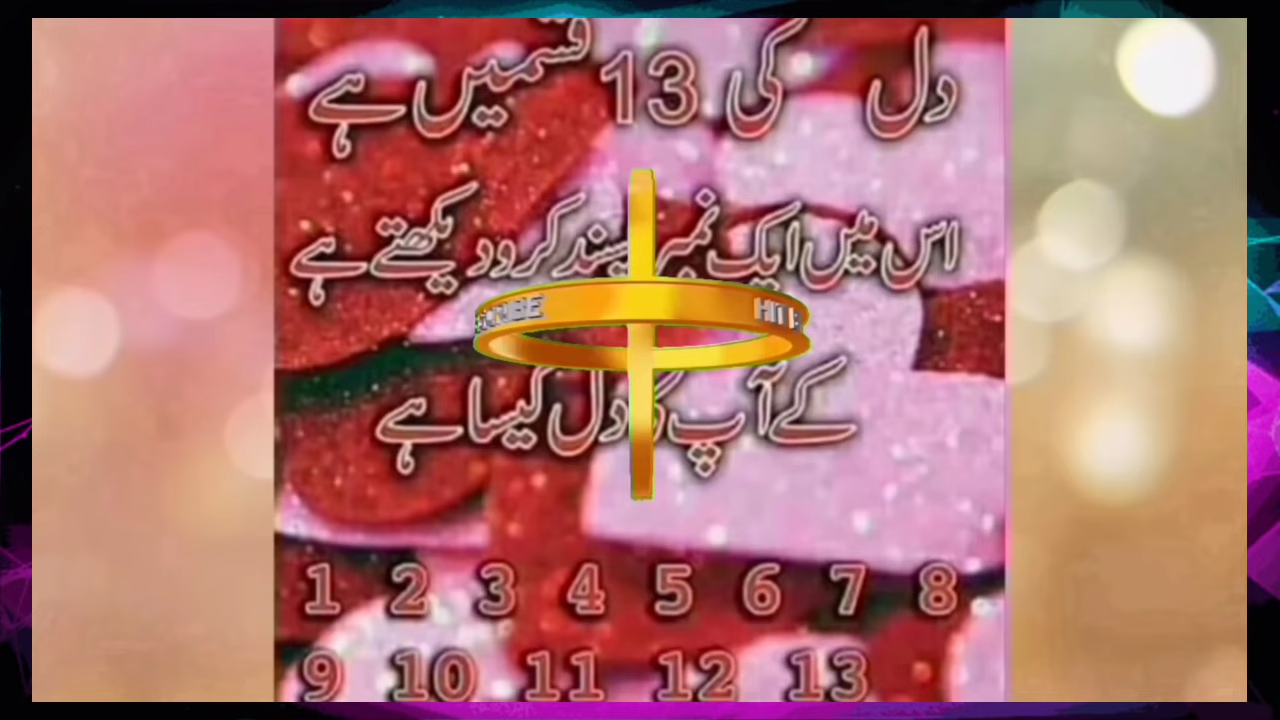 دل کی 13 قسمیں ہے
اس میں ایک نمبر پسند کرو دیکھتے ہے
کے آپ کا دل کیسا ہے
1 2 3 4 5 6 7 8
9 10 11 12 13